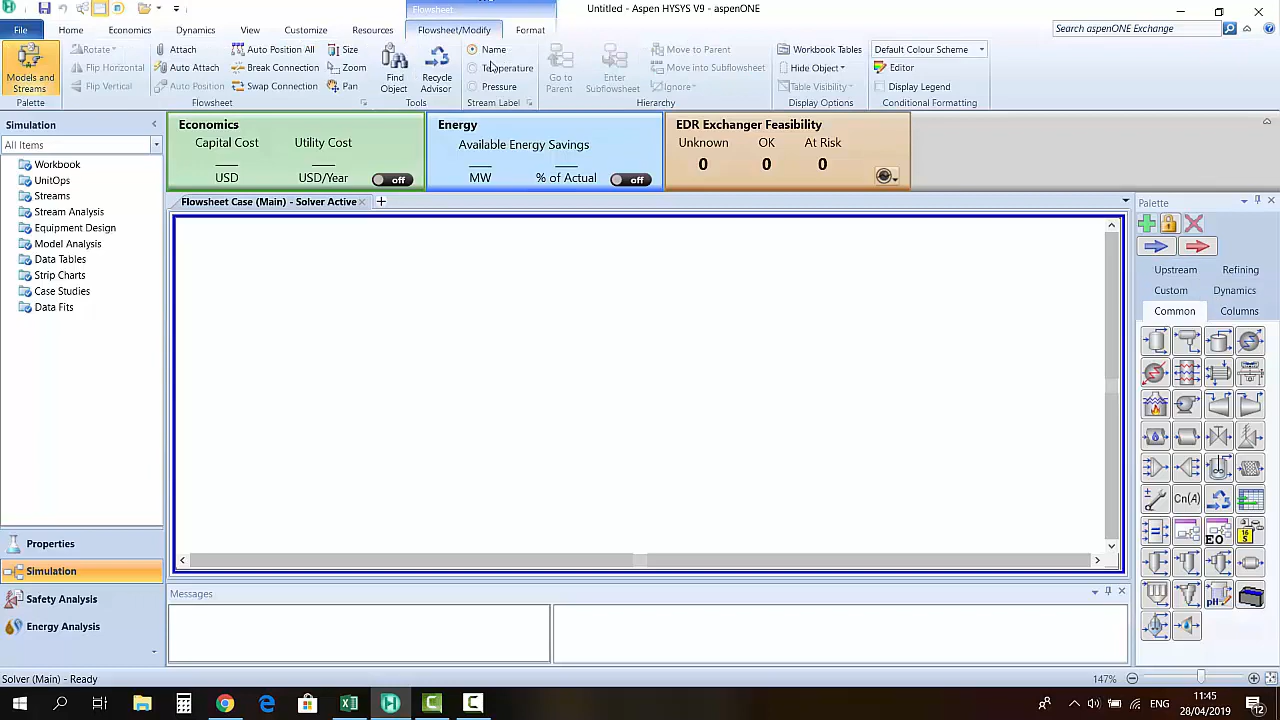 Flowsheet
Untitled - Aspen HYSYS V9 - aspenONE
File Home Economics Dynamics View Customize Resources Flowsheet/Modify Format Search aspenONE Exchange
Rotate Attach Auto Position All Size Name Move to Parent Workbook Tables Default Colour Scheme
Flip Horizontal Auto Attach Break Connection Zoom Temperature Move into Subflowsheet Hide Object Editor
Models and Streams Find Object Recycle Advisor Go to Parent Enter Subflowsheet
Flip Vertical Auto Position Swap Connection Pan Pressure Ignore Table Visibility Display Legend
Palette Flowsheet Tools Stream Label Hierarchy Display Options Conditional Formatting
Simulation
All Items
Workbook
UnitOps
Streams
Stream Analysis
Equipment Design
Model Analysis
Data Tables
Strip Charts
Case Studies
Data Fits
Properties
Simulation
Safety Analysis
Energy Analysis
Economics
Capital Cost Utility Cost
USD USD/Year off
Energy
Available Energy Savings
MW % of Actual off
EDR Exchanger Feasibility
Unknown OK At Risk
0 0 0
Flowsheet Case (Main) - Solver Active
Palette
Upstream Refining
Custom Dynamics
Common Columns
Cn(A)
EO
pH
Messages
Solver (Main) - Ready 147%
ENG 11:45
28/04/2019